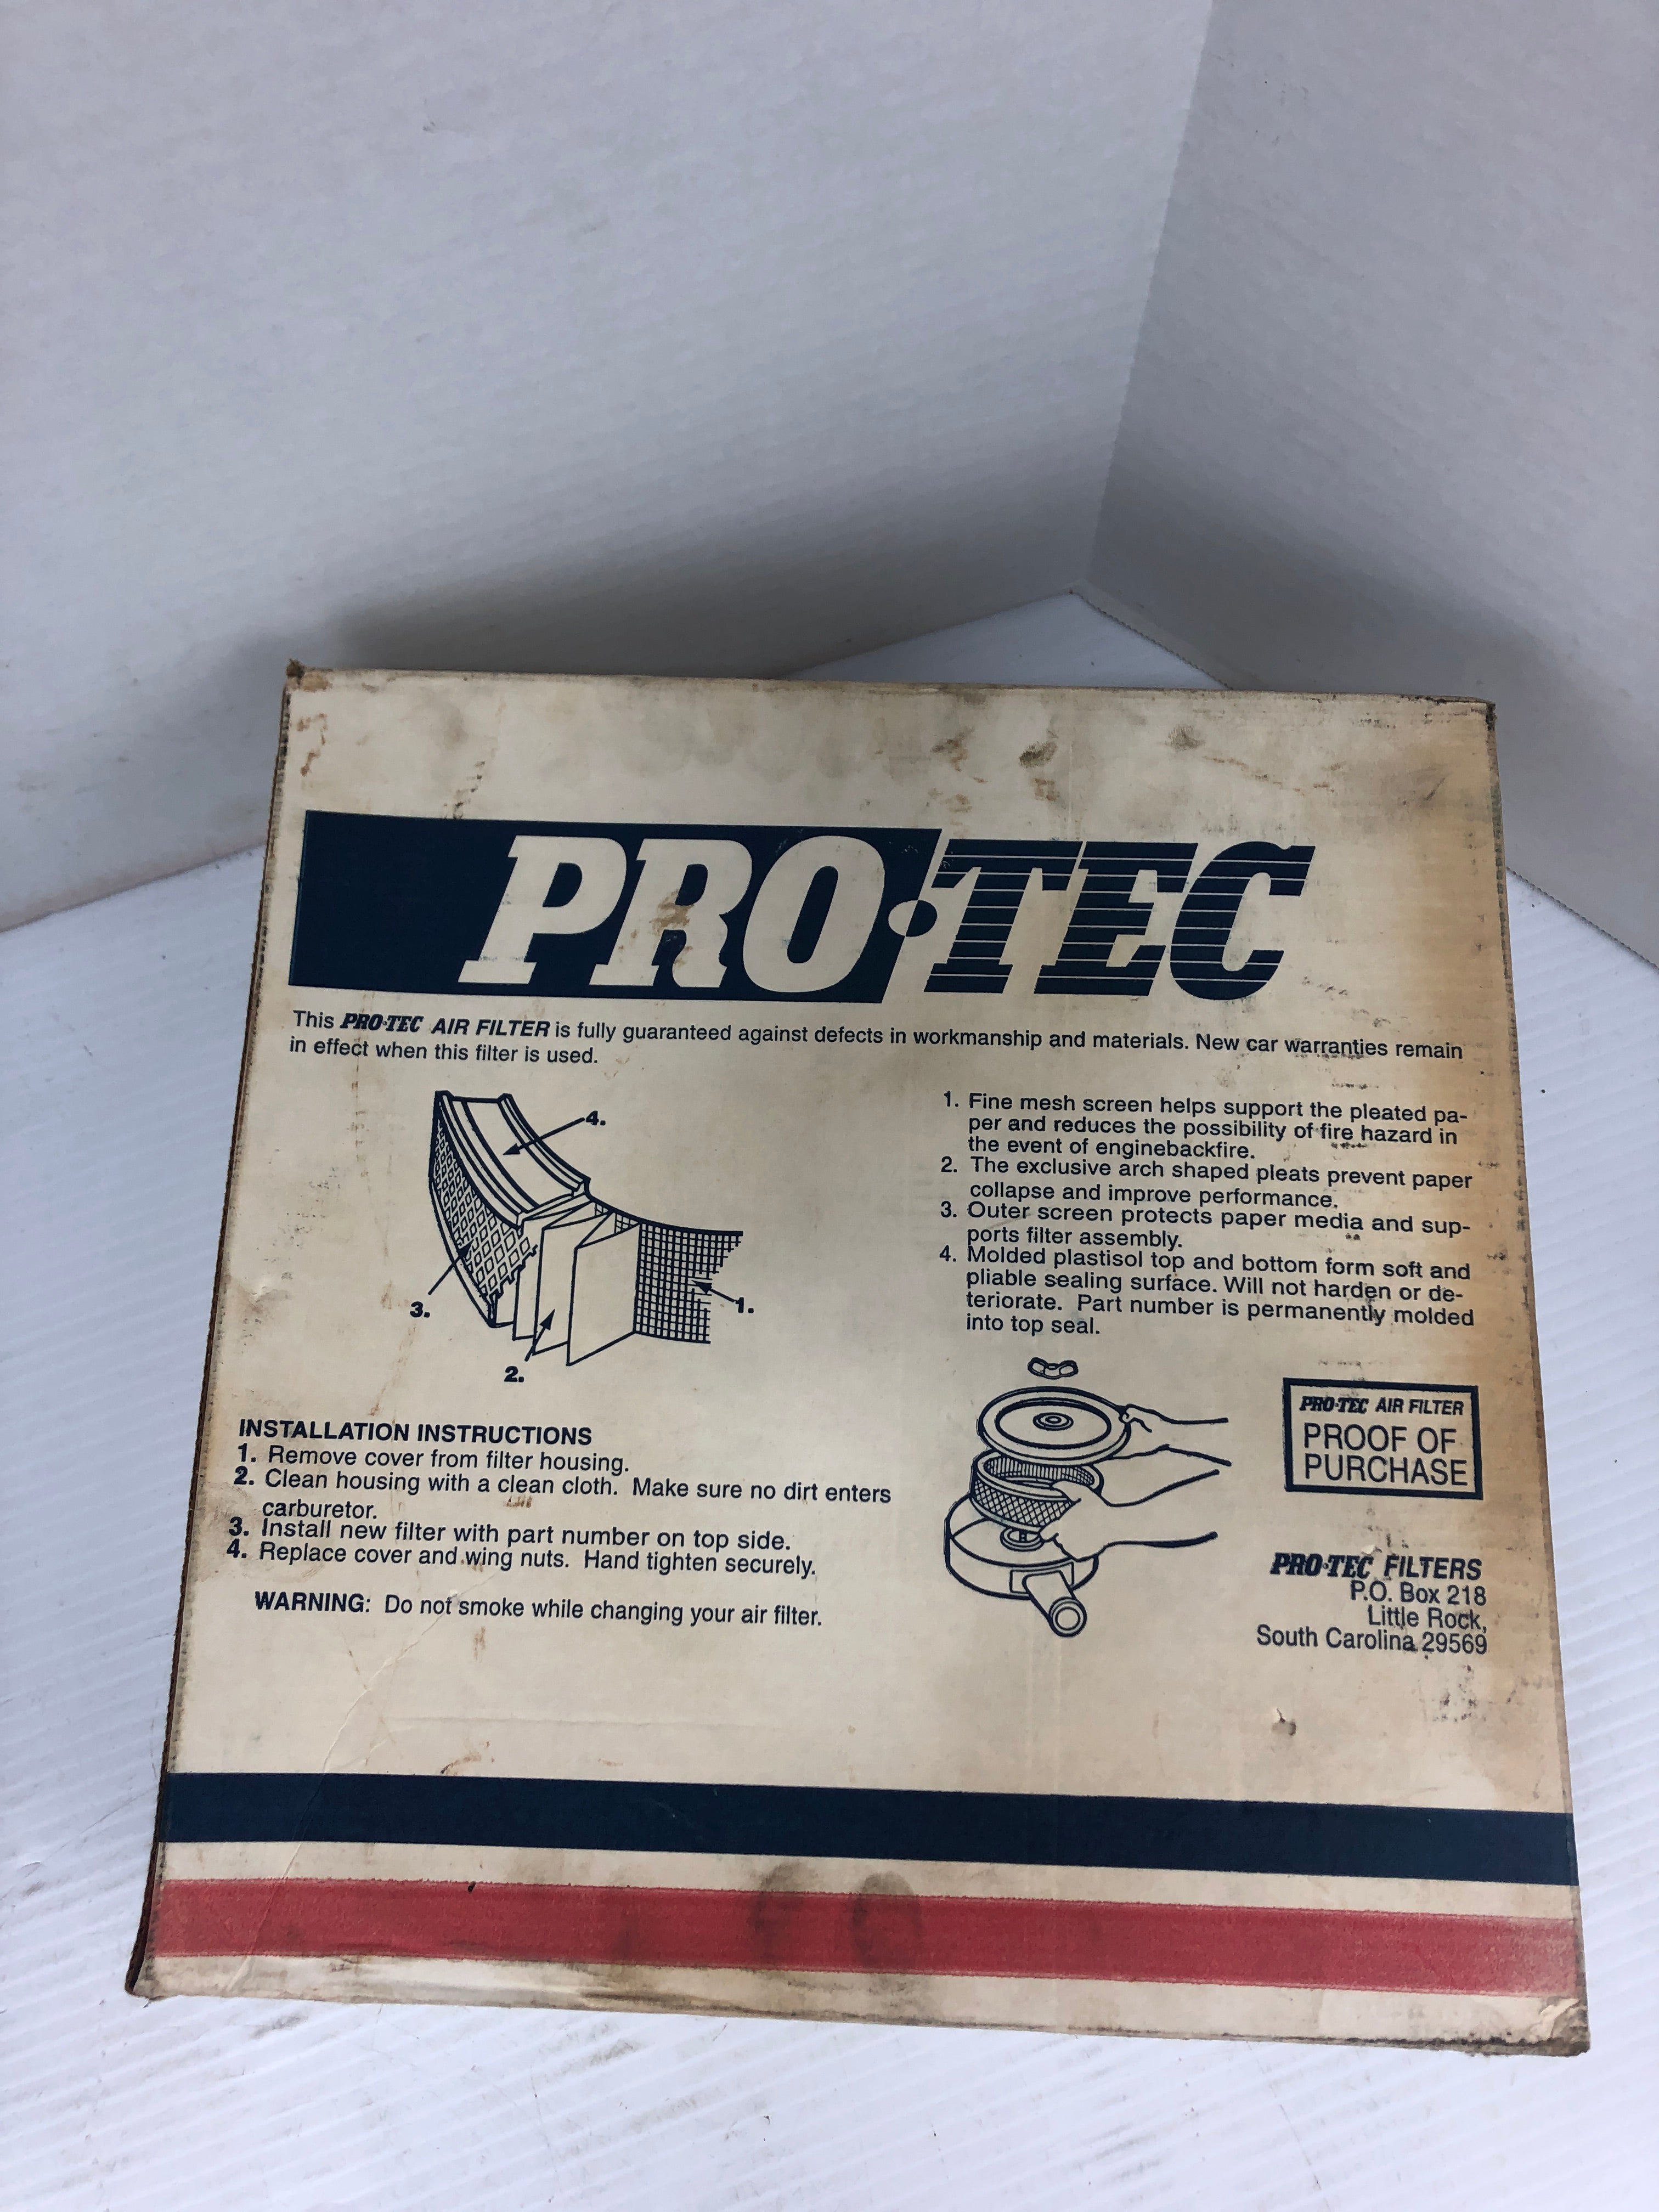 PRO·TEC
This PRO·TEC AIR FILTER is fully guaranteed against defects in workmanship and materials. New car warranties remain
in effect when this filter is used.
4.
3.
1.
2.
1. Fine mesh screen helps support the pleated pa-
per and reduces the possibility of fire hazard in
the event of enginebackfire.
2. The exclusive arch shaped pleats prevent paper
collapse and improve performance.
3. Outer screen protects paper media and sup-
ports filter assembly.
4. Molded plastisol top and bottom form soft and
pliable sealing surface. Will not harden or de-
teriorate. Part number is permanently molded
into top seal.
INSTALLATION INSTRUCTIONS
1. Remove cover from filter housing.
2. Clean housing with a clean cloth. Make sure no dirt enters
carburetor.
3. Install new filter with part number on top side.
4. Replace cover and wing nuts. Hand tighten securely.
WARNING: Do not smoke while changing your air filter.
PRO·TEC AIR FILTER
PROOF OF
PURCHASE
PRO·TEC FILTERS
P.O. Box 218
Little Rock,
South Carolina 29569